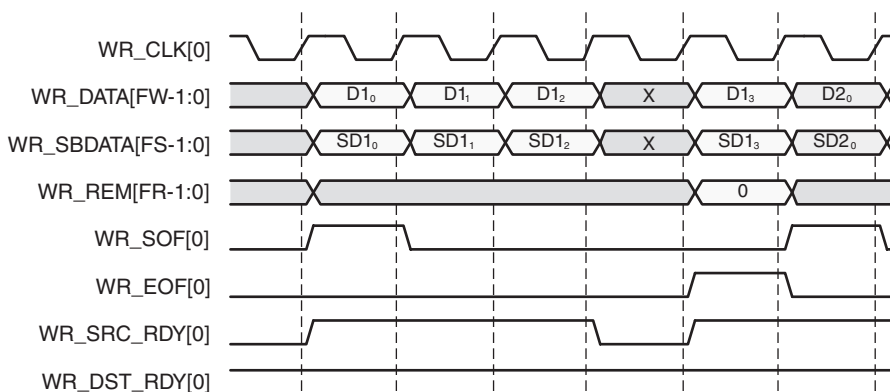 WR_CLK[0]
WR_DATA[FW-1:0] D1₀ D1₁ D1₂ X D1₃ D2₀
WR_SBDATA[FS-1:0] SD1₀ SD1₁ SD1₂ X SD1₃ SD2₀
WR_REM[FR-1:0] 0
WR_SOF[0]
WR_EOF[0]
WR_SRC_RDY[0]
WR_DST_RDY[0]